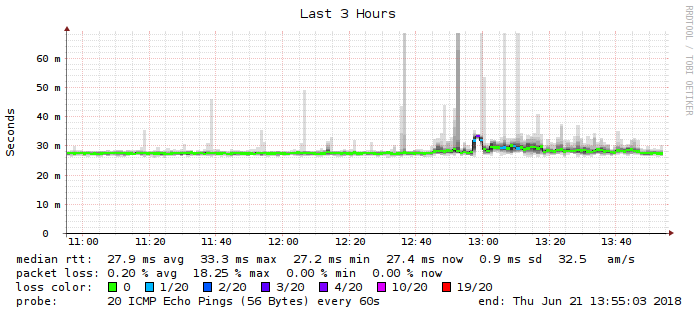 Last 3 Hours
RRDTOOL / TOBI OETIKER
Seconds
60 m
50 m
40 m
30 m
20 m
10 m
0
11:00 11:20 11:40 12:00 12:20 12:40 13:00 13:20 13:40
median rtt: 27.9 ms avg 33.3 ms max 27.2 ms min 27.4 ms now 0.9 ms sd 32.5 am/s
packet loss: 0.20 % avg 18.25 % max 0.00 % min 0.00 % now
loss color: 0 1/20 2/20 3/20 4/20 10/20 19/20
probe: 20 ICMP Echo Pings (56 Bytes) every 60s end: Thu Jun 21 13:55:03 2018